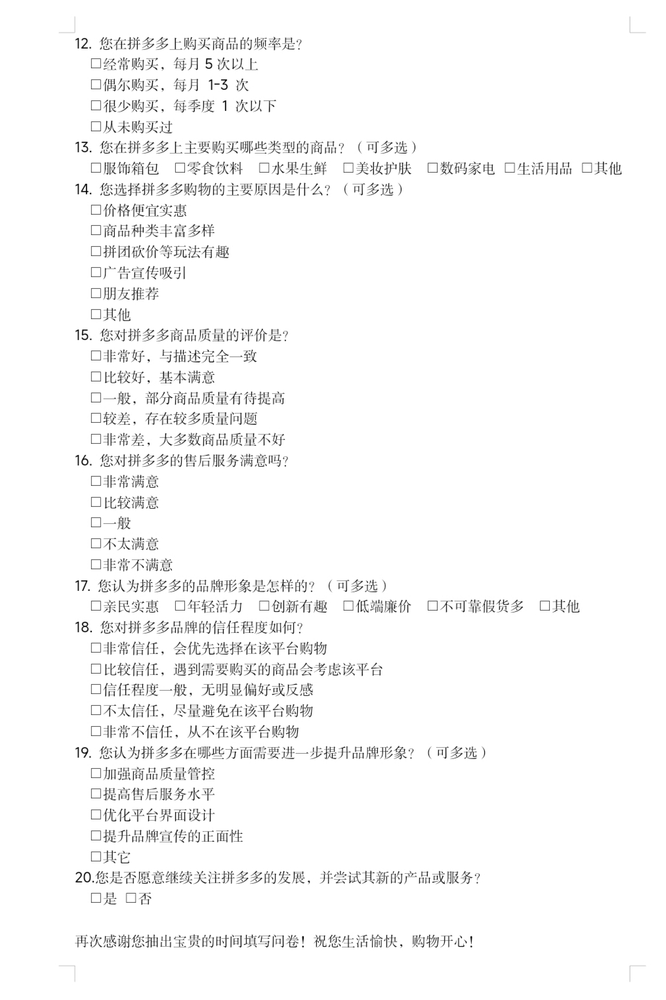 12. 您在拼多多上购买商品的频率是？
□经常购买，每月 5 次以上
□偶尔购买，每月 1-3 次
□很少购买，每季度 1 次以下
□从未购买过
13. 您在拼多多上主要购买哪些类型的商品？（可多选）
□服饰箱包 □零食饮料 □水果生鲜 □美妆护肤 □数码家电 □生活用品 □其他
14. 您选择拼多多购物的主要原因是什么？（可多选）
□价格便宜实惠
□商品种类丰富多样
□拼团砍价等玩法有趣
□广告宣传吸引
□朋友推荐
□其他
15. 您对拼多多商品质量的评价是？
□非常好，与描述完全一致
□比较好，基本满意
□一般，部分商品质量有待提高
□较差，存在较多质量问题
□非常差，大多数商品质量不好
16. 您对拼多多的售后服务满意吗？
□非常满意
□比较满意
□一般
□不太满意
□非常不满意
17. 您认为拼多多的品牌形象是怎样的？（可多选）
□亲民实惠 □年轻活力 □创新有趣 □低端廉价 □不可靠假货多 □其他
18. 您对拼多多品牌的信任程度如何？
□非常信任，会优先选择在该平台购物
□比较信任，遇到需要购买的商品会考虑该平台
□信任程度一般，无明显偏好或反感
□不太信任，尽量避免在该平台购物
□非常不信任，从不在该平台购物
19. 您认为拼多多在哪些方面需要进一步提升品牌形象？（可多选）
□加强商品质量管控
□提高售后服务水平
□优化平台界面设计
□提升品牌宣传的正面性
□其它
20.您是否愿意继续关注拼多多的发展，并尝试其新的产品或服务？
□是 □否
再次感谢您抽出宝贵的时间填写问卷！祝您生活愉快，购物开心！